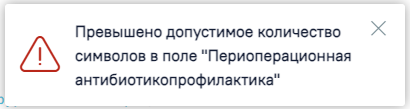 Превышено допустимое количество
символов в поле "Периоперационная
антибиотикопрофилактика"